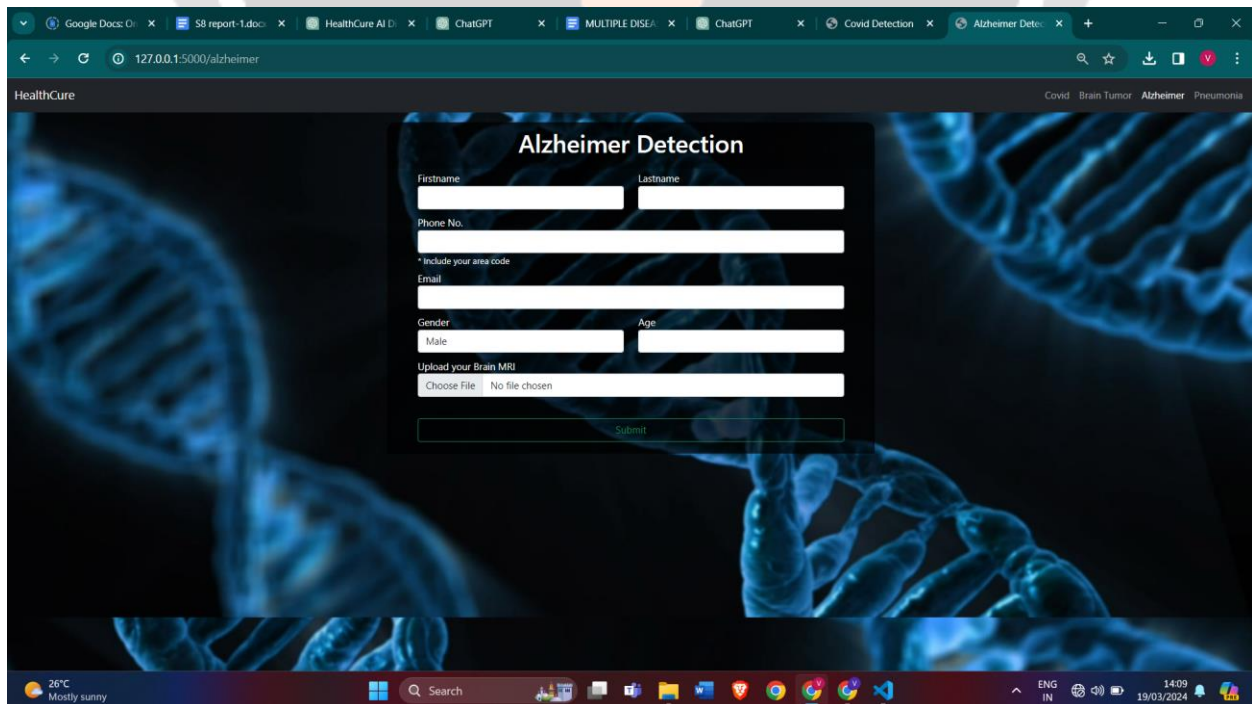 Google Docs: On S8 report-1.docx HealthCure AI Di ChatGPT MULTIPLE DISEA ChatGPT Covid Detection Alzheimer Detec
127.0.0.1:5000/alzheimer V
HealthCure Covid Brain Tumor Alzheimer Pneumonia
Alzheimer Detection
Firstname Lastname
Phone No.
* Include your area code
Email
Gender Age
Male
Upload your Brain MRI
Choose File No file chosen
Submit
26°C
Mostly sunny
Search
ENG
IN
14:09
19/03/2024